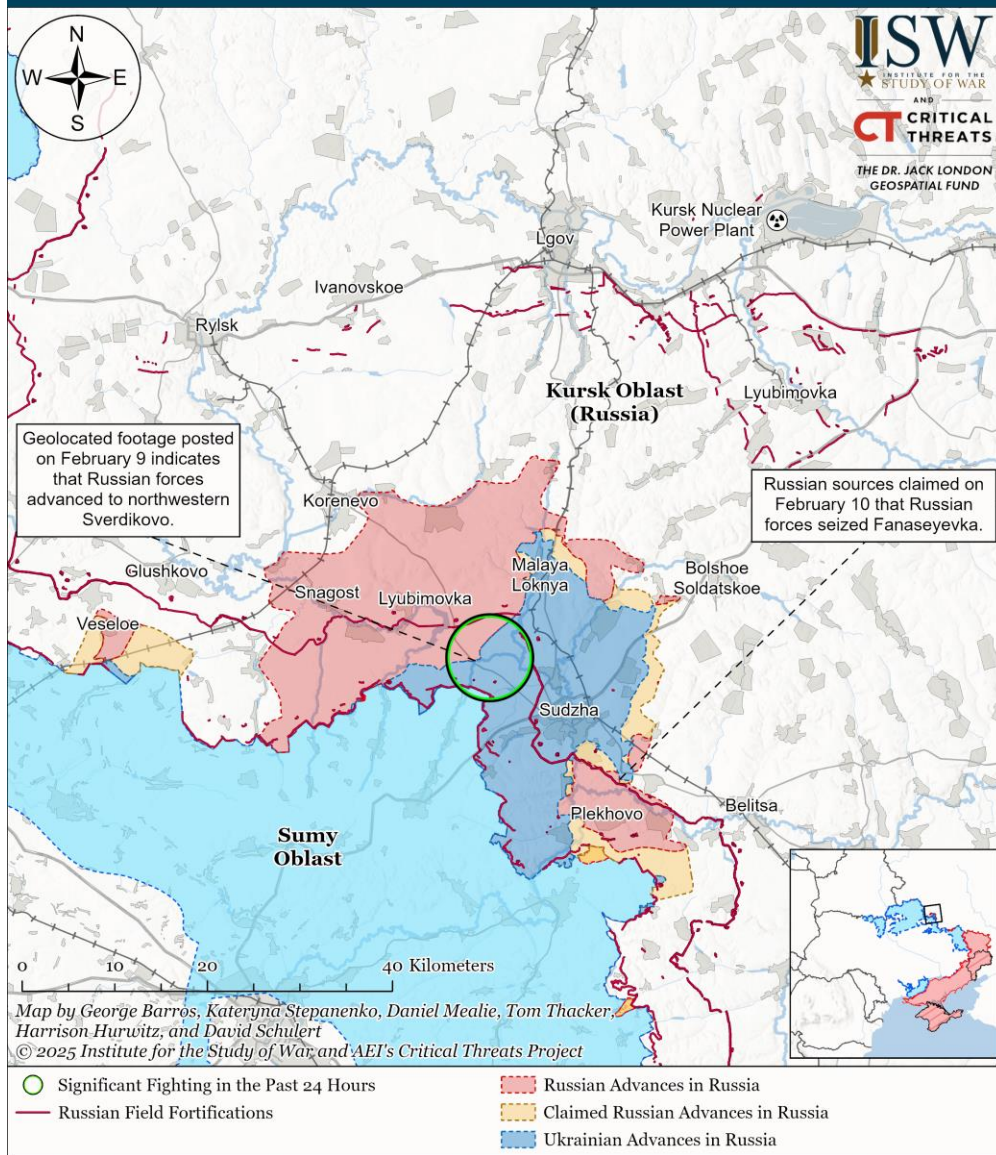 N
W E
S
ISW
INSTITUTE FOR THE
STUDY OF WAR
AND
CT CRITICAL
THREATS
THE DR. JACK LONDON
GEOSPATIAL FUND
Kursk Nuclear
Power Plant
Lgov
Ivanovskoe
Rylsk
Kursk Oblast
(Russia)
Lyubimovka
Geolocated footage posted
on February 9 indicates
that Russian forces
advanced to northwestern
Sverdikovo.
Russian sources claimed on
February 10 that Russian
forces seized Fanaseyevka.
Korenevo
Glushkovo
Snagost
Lyubimovka
Malaya
Loknya
Bolshoe
Soldatskoe
Veseloe
Sudzha
Plekhovo
Belitsa
Sumy
Oblast
0 10 20 40 Kilometers
Map by George Barros, Kateryna Stepanenko, Daniel Mealie, Tom Thacker,
Harrison Hurwitz, and David Schulert
© 2025 Institute for the Study of War and AEI's Critical Threats Project
Significant Fighting in the Past 24 Hours
Russian Field Fortifications
Russian Advances in Russia
Claimed Russian Advances in Russia
Ukrainian Advances in Russia